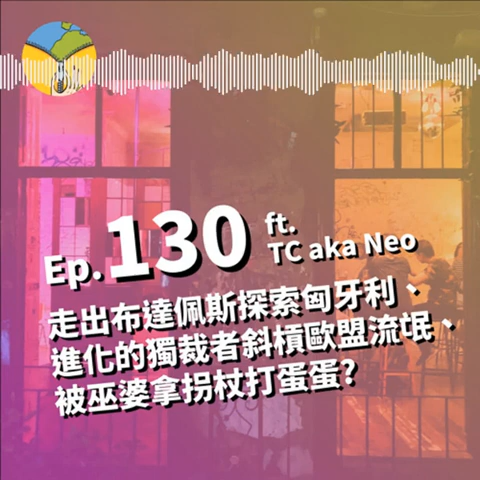 Ep.130 ft.
TC aka Neo
走出布達佩斯探索匈牙利、
進化的獨裁者斜槓歐盟流氓、
被巫婆拿拐杖打蛋蛋?